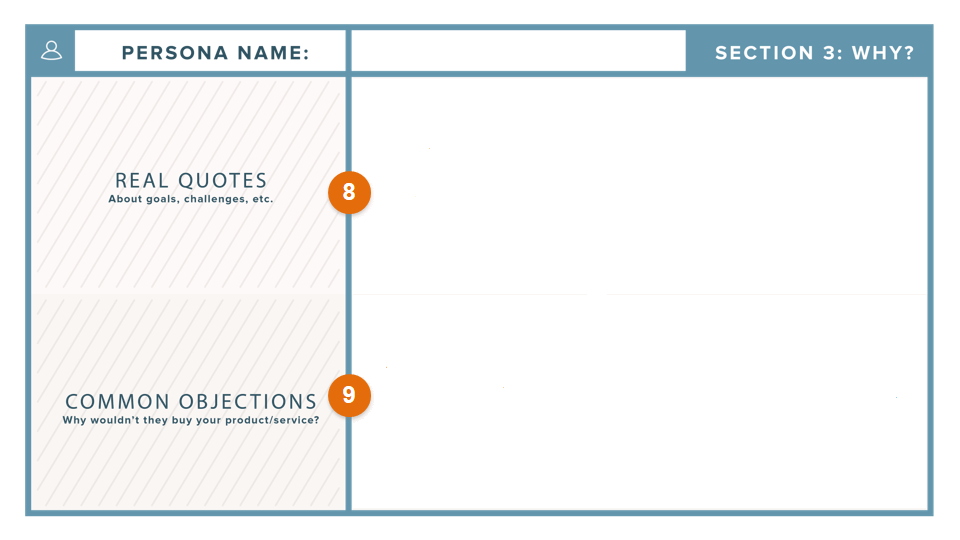 PERSONA NAME:
SECTION 3: WHY?
REAL QUOTES
About goals, challenges, etc.
8
COMMON OBJECTIONS
Why wouldn't they buy your product/service?
9